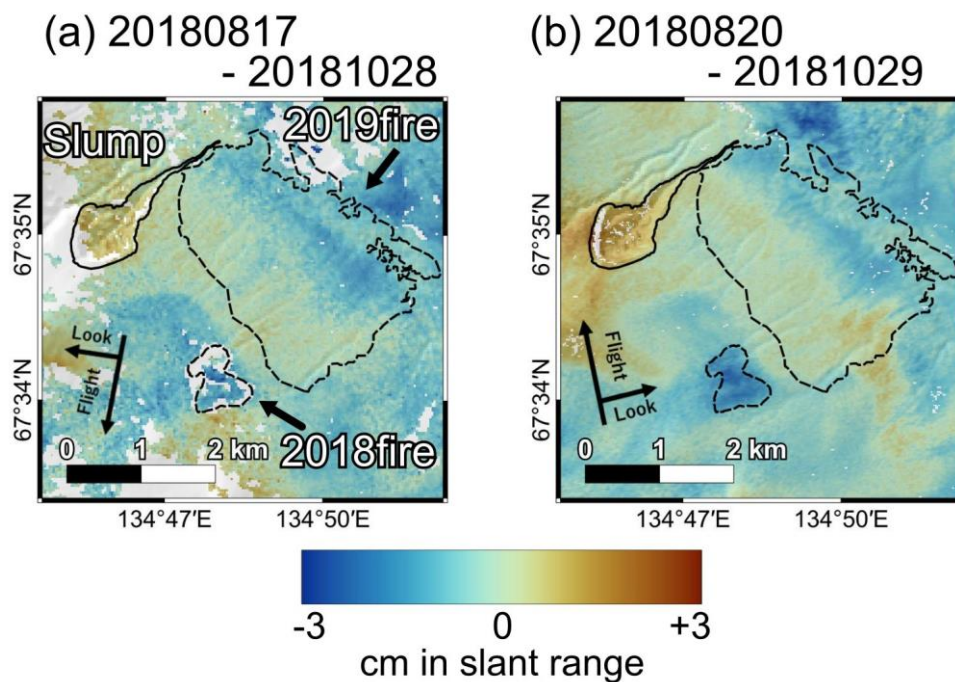 (a) 20180817
- 20181028
(b) 20180820
- 20181029
Slump
2019fire
67°35′N
67°34′N
Look
Flight
2018fire
0 1 2 km
134°47′E 134°50′E
67°35′N
67°34′N
Flight
Look
0 1 2 km
134°47′E 134°50′E
-3 0 +3
cm in slant range